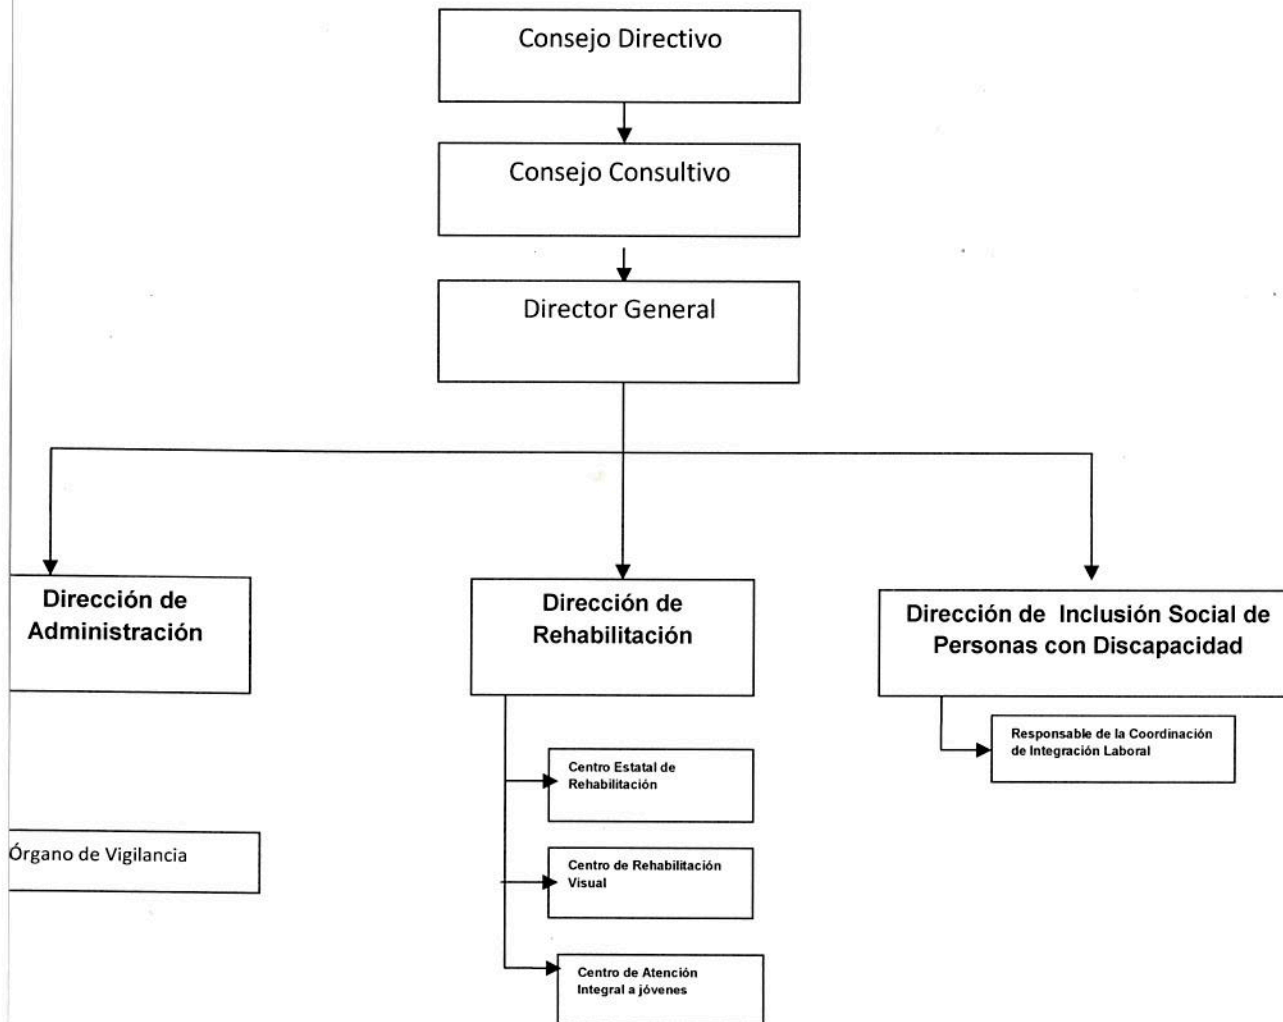 Consejo Directivo
Consejo Consultivo
Director General
Dirección de
Administración
Dirección de
Rehabilitación
Dirección de Inclusión Social de
Personas con Discapacidad
Responsable de la Coordinación
de Integración Laboral
Centro Estatal de
Rehabilitación
Órgano de Vigilancia
Centro de Rehabilitación
Visual
Centro de Atención
Integral a jóvenes